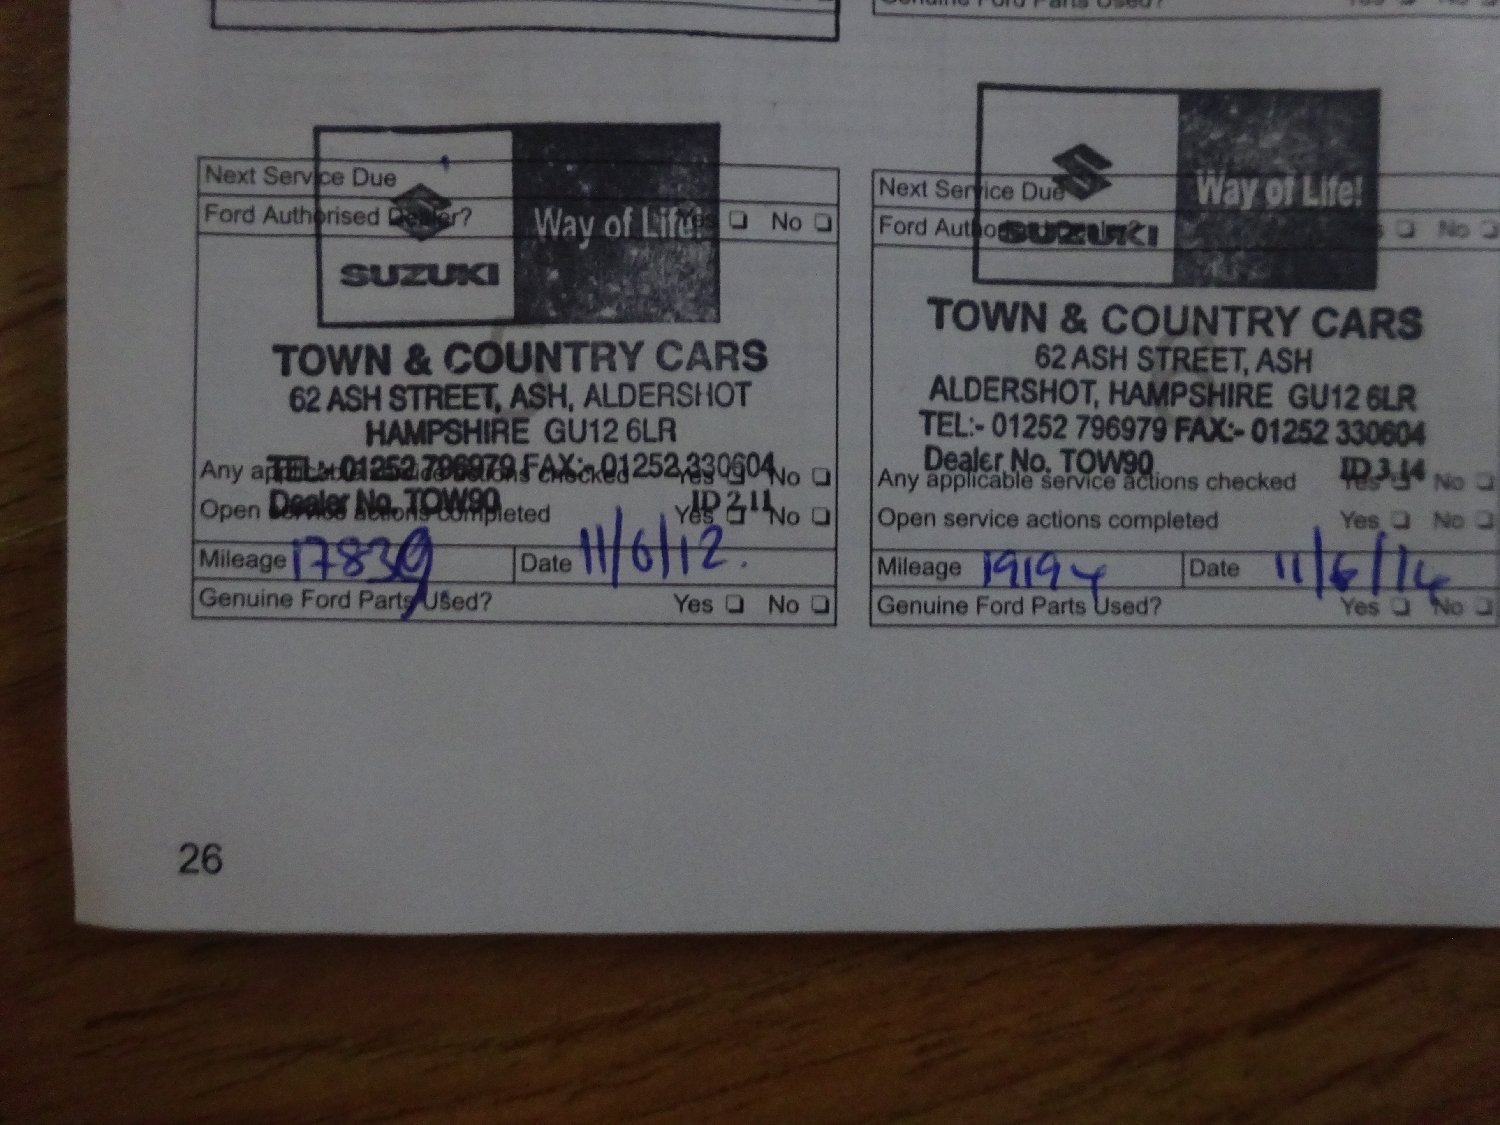 Genuine Ford Parts Used? Yes No
Next Service Due
Ford Authorised Dealer? Yes No
SUZUKI
Way of Life!
TOWN & COUNTRY CARS
62 ASH STREET, ASH, ALDERSHOT
HAMPSHIRE GU12 6LR
TEL:- 01252 796979 FAX:- 01252 330604
Dealer No. TOW90 ID 2 11
Any applicable service actions checked Yes No
Open service actions completed Yes No
Mileage 17839 Date 11/6/12.
Genuine Ford Parts Used? Yes No
Next Service Due
Ford Authorised Dealer? No
SUZUKI
Way of Life!
TOWN & COUNTRY CARS
62 ASH STREET, ASH
ALDERSHOT, HAMPSHIRE GU12 6LR
TEL:- 01252 796979 FAX:- 01252 330604
Dealer No. TOW90 ID 3 14
Any applicable service actions checked Yes No
Open service actions completed Yes No
Mileage 19194 Date 11/6/14
Genuine Ford Parts Used? Yes No
26